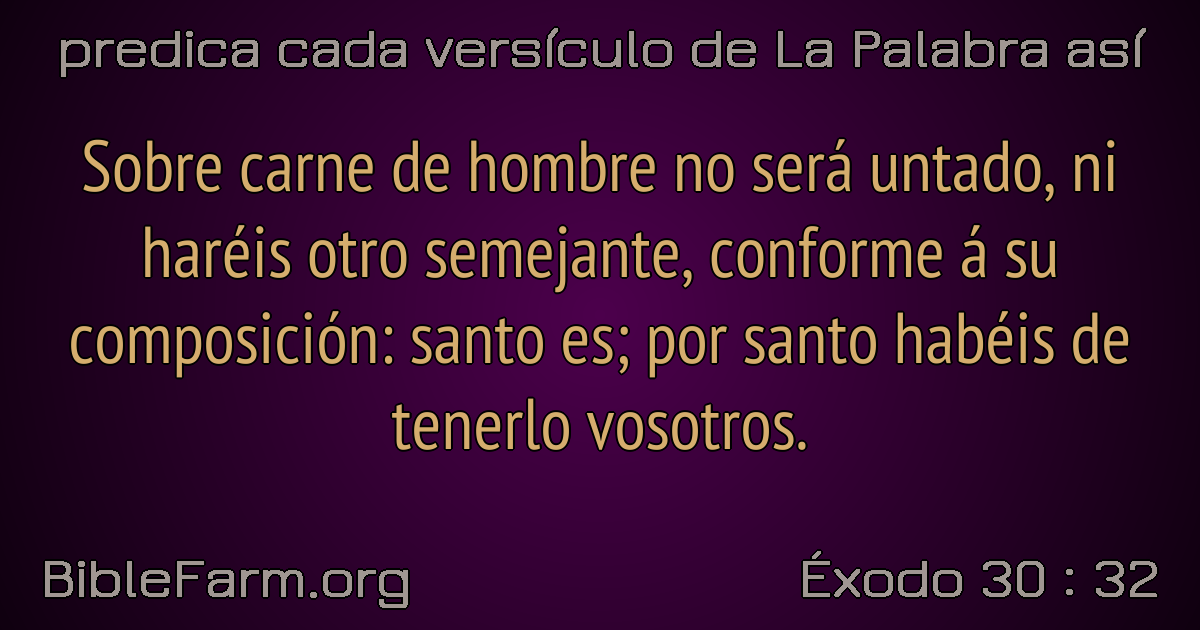 predica cada versículo de La Palabra así
Sobre carne de hombre no será untado, ni
haréis otro semejante, conforme á su
composición: santo es; por santo habéis de
tenerlo vosotros.
BibleFarm.org
Éxodo 30 : 32